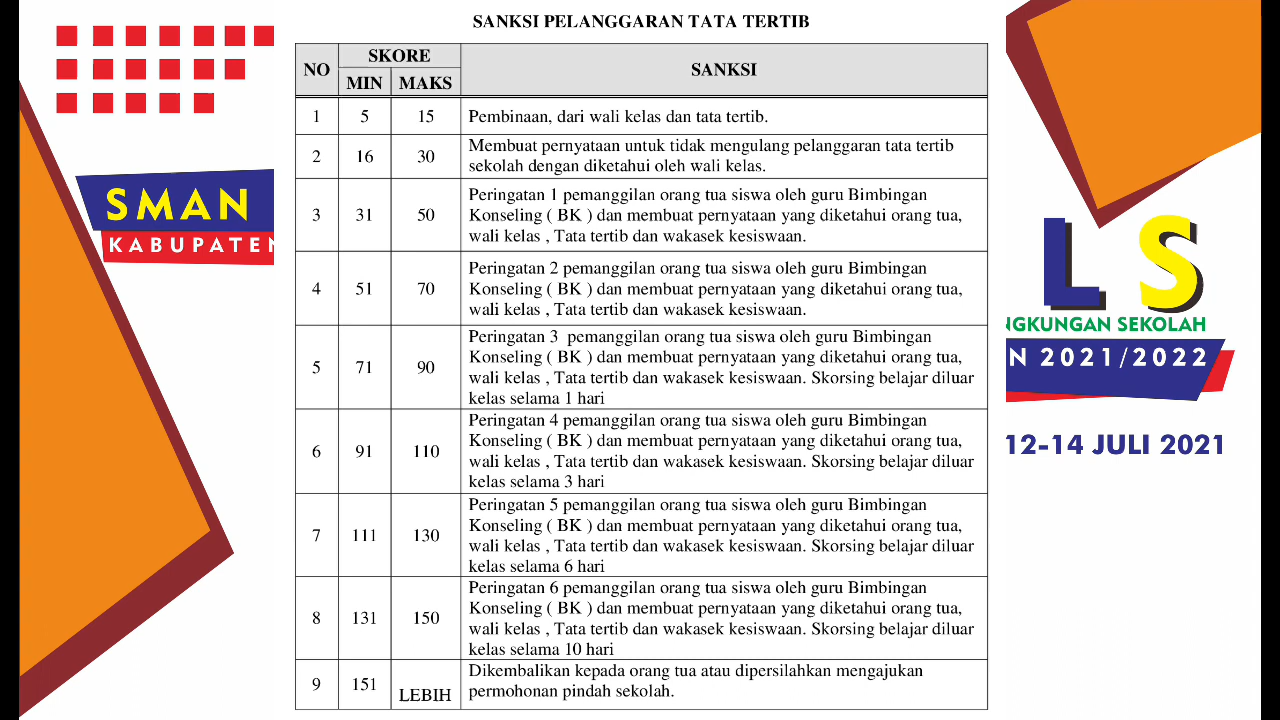 SANKSI PELANGGARAN TATA TERTIB
NO SKORE SANKSI
MIN MAKS
1 5 15 Pembinaan, dari wali kelas dan tata tertib.
2 16 30 Membuat pernyataan untuk tidak mengulang pelanggaran tata tertib
sekolah dengan diketahui oleh wali kelas.
3 31 50 Peringatan 1 pemanggilan orang tua siswa oleh guru Bimbingan
Konseling ( BK ) dan membuat pernyataan yang diketahui orang tua,
wali kelas , Tata tertib dan wakasek kesiswaan.
4 51 70 Peringatan 2 pemanggilan orang tua siswa oleh guru Bimbingan
Konseling ( BK ) dan membuat pernyataan yang diketahui orang tua,
wali kelas , Tata tertib dan wakasek kesiswaan.
5 71 90 Peringatan 3 pemanggilan orang tua siswa oleh guru Bimbingan
Konseling ( BK ) dan membuat pernyataan yang diketahui orang tua,
wali kelas , Tata tertib dan wakasek kesiswaan. Skorsing belajar diluar
kelas selama 1 hari
6 91 110 Peringatan 4 pemanggilan orang tua siswa oleh guru Bimbingan
Konseling ( BK ) dan membuat pernyataan yang diketahui orang tua,
wali kelas , Tata tertib dan wakasek kesiswaan. Skorsing belajar diluar
kelas selama 3 hari
7 111 130 Peringatan 5 pemanggilan orang tua siswa oleh guru Bimbingan
Konseling ( BK ) dan membuat pernyataan yang diketahui orang tua,
wali kelas , Tata tertib dan wakasek kesiswaan. Skorsing belajar diluar
kelas selama 6 hari
8 131 150 Peringatan 6 pemanggilan orang tua siswa oleh guru Bimbingan
Konseling ( BK ) dan membuat pernyataan yang diketahui orang tua,
wali kelas , Tata tertib dan wakasek kesiswaan. Skorsing belajar diluar
kelas selama 10 hari
9 151 LEBIH Dikembalikan kepada orang tua atau dipersilahkan mengajukan
permohonan pindah sekolah.
SMAN
KABUPATEN
L S
NGKUNGAN SEKOLAH
N 2021/2022
12-14 JULI 2021